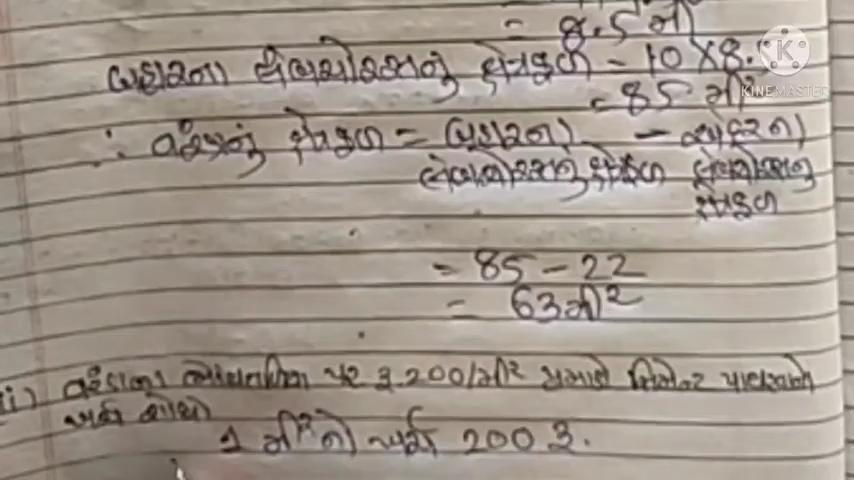 = 8.5 મી
બહારના લંબચોરસનું ક્ષેત્રફળ = 10 X 8.
= 85 મી²
∴ વરંડાનું ક્ષેત્રફળ = બહારના - અંદરના
લંબચોરસનું ક્ષેત્રફળ લંબચોરસનું
ક્ષેત્રફળ
= 85 - 22
= 63 મી²
ii) વરંડાના ભોંયતળિયા પર રૂ.200/મી² પ્રમાણે સિમેન્ટ પાથરવાનો
ખર્ચ શોધો
1 મી² નો ખર્ચ 200 રૂ.
K
KINEMASTER